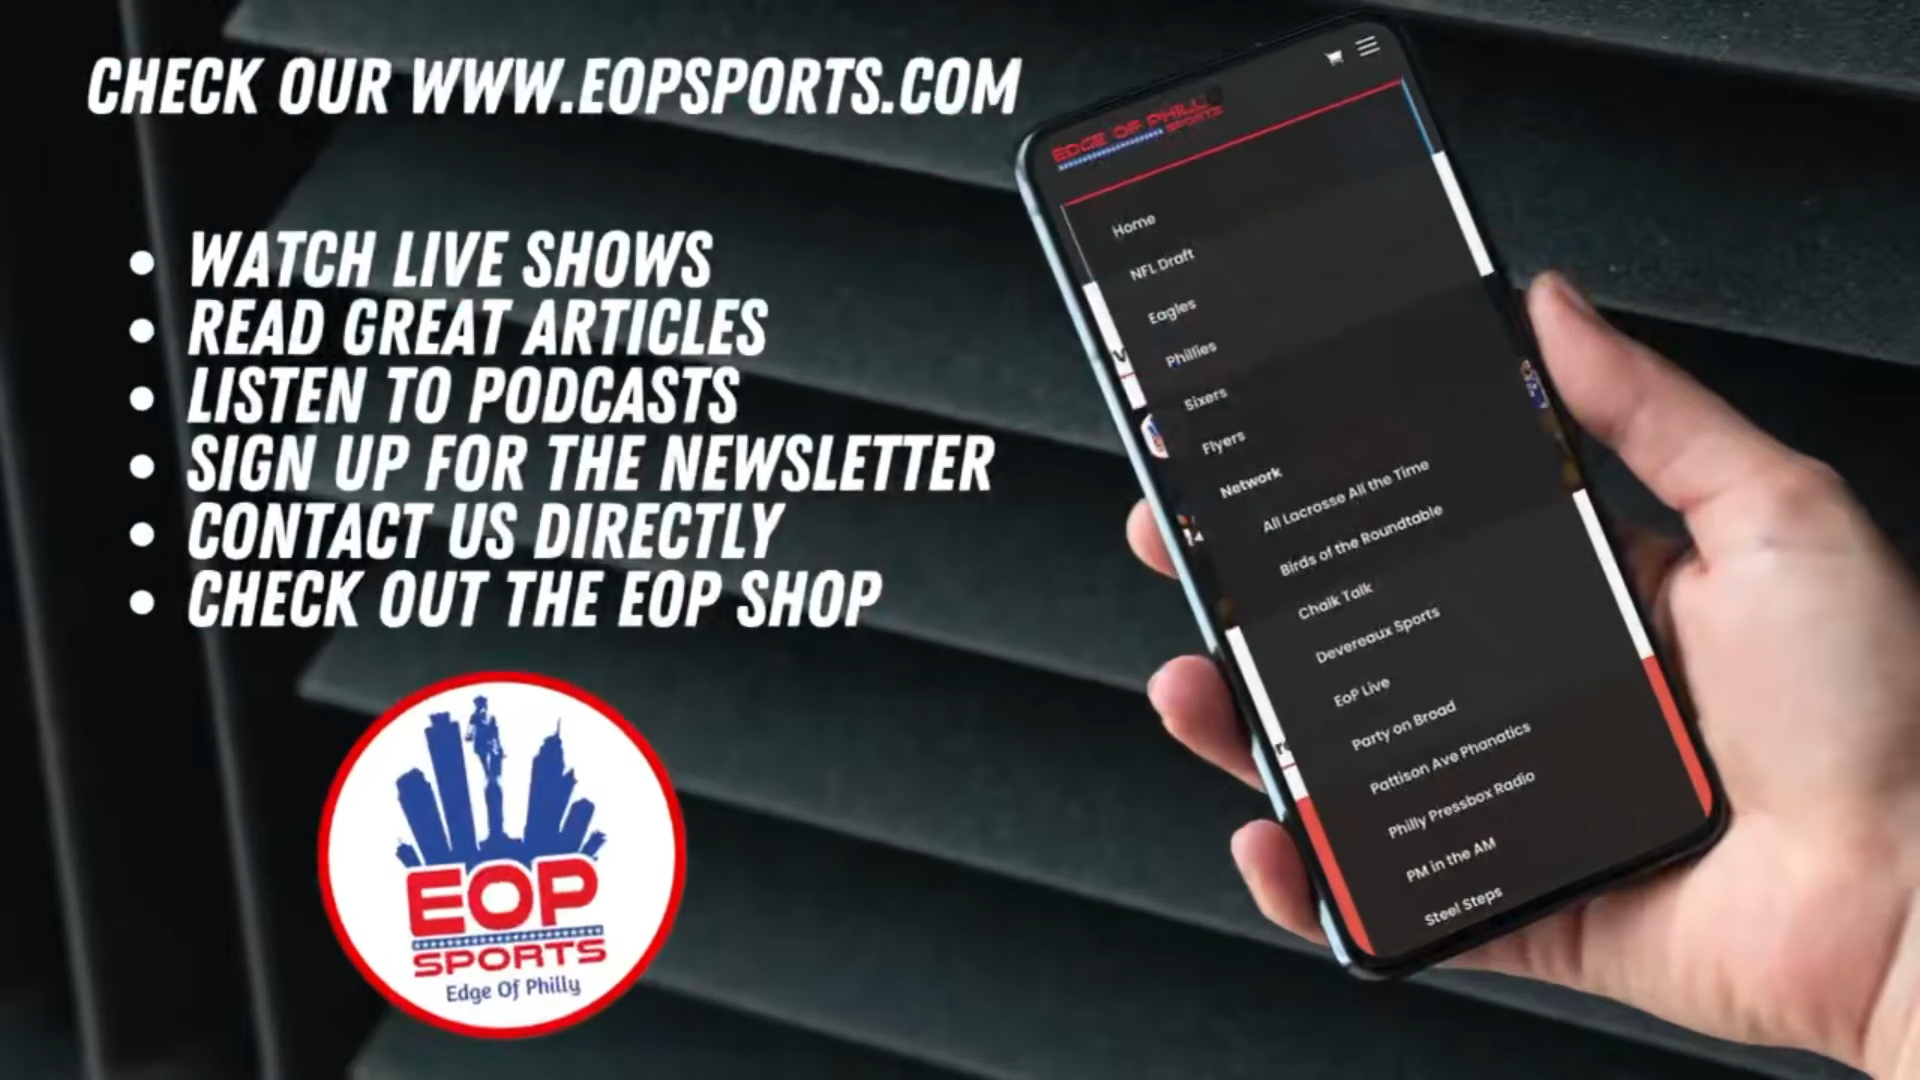 CHECK OUR WWW.EOPSPORTS.COM
• WATCH LIVE SHOWS
• READ GREAT ARTICLES
• LISTEN TO PODCASTS
• SIGN UP FOR THE NEWSLETTER
• CONTACT US DIRECTLY
• CHECK OUT THE EOP SHOP
EOP
SPORTS
Edge Of Philly
EDGE OF PHILLY
SPORTS
Home
NFL Draft
Eagles
Phillies
Sixers
Flyers
Network
All Lacrosse All the Time
Birds of the Roundtable
Chalk Talk
Devereaux Sports
EoP Live
Party on Broad
Pattison Ave Phanatics
Philly Pressbox Radio
PM in the AM
Steel Steps